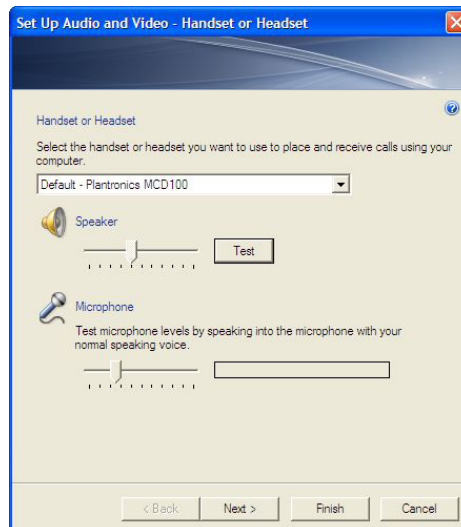 Set Up Audio and Video - Handset or Headset
Handset or Headset
Select the handset or headset you want to use to place and receive calls using your
computer.
Default - Plantronics MCD100
Speaker
Test
Microphone
Test microphone levels by speaking into the microphone with your
normal speaking voice.
< Back
Next >
Finish
Cancel